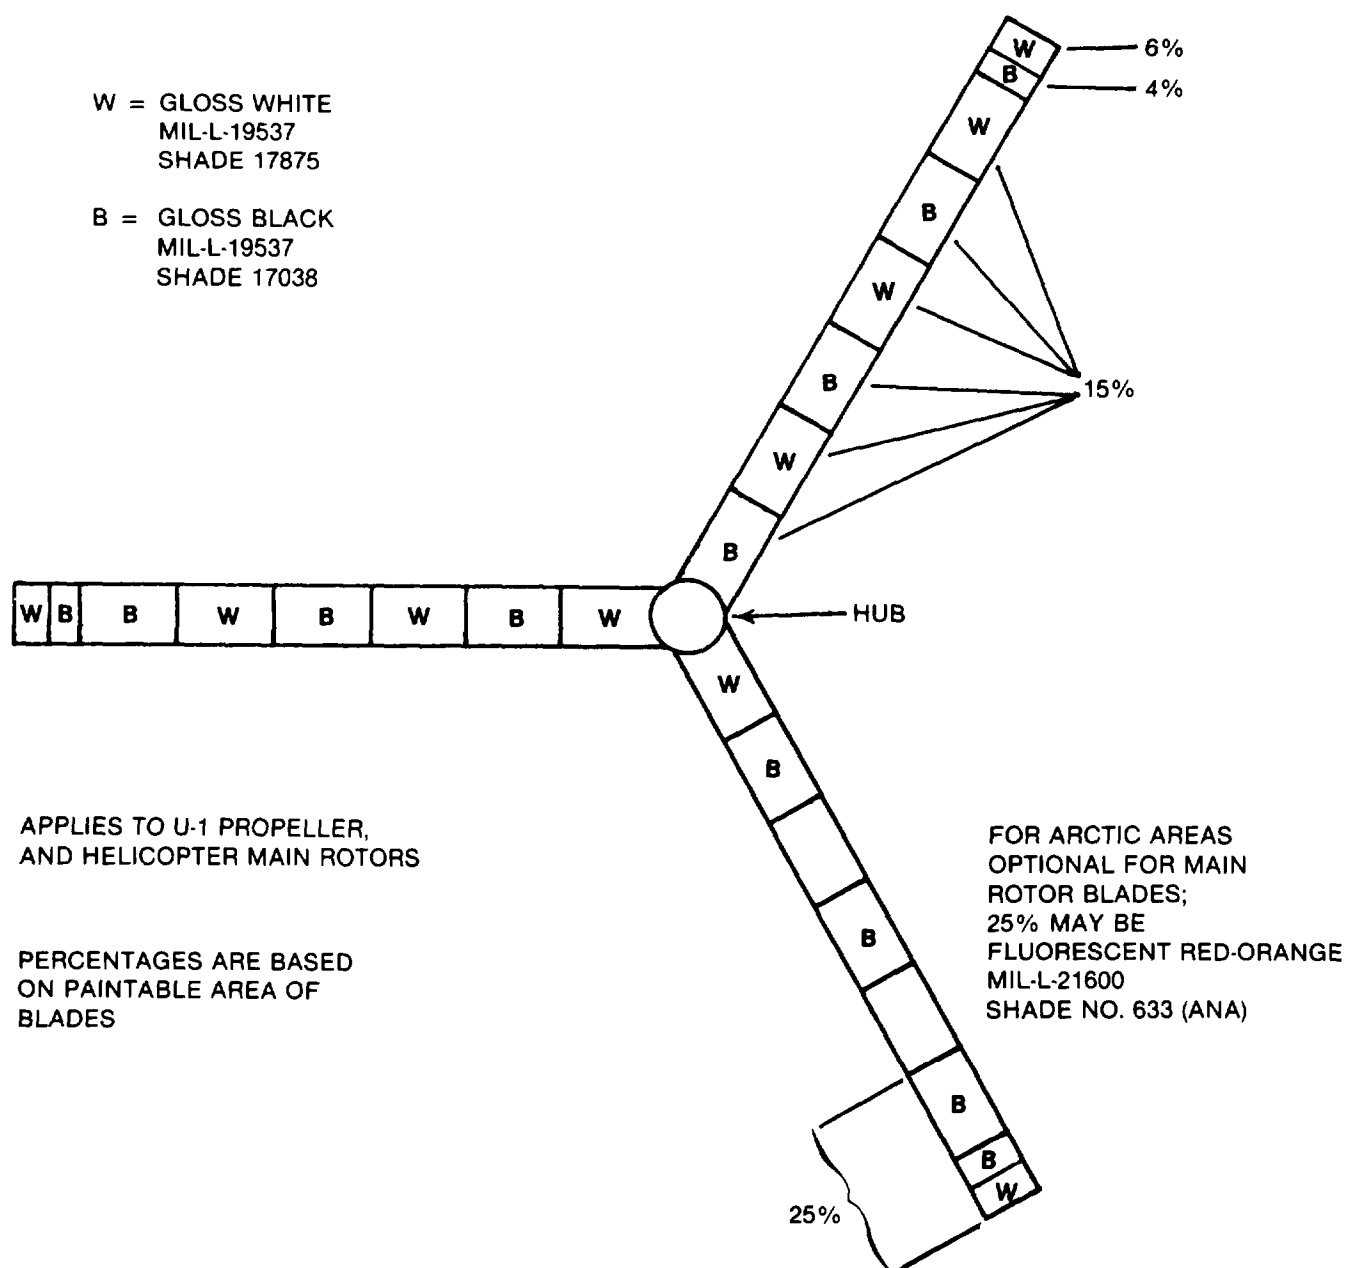 W = GLOSS WHITE
MIL-L-19537
SHADE 17875
B = GLOSS BLACK
MIL-L-19537
SHADE 17038
W
6%
B
4%
W
B
W
B
15%
W
B
HUB
W B B W B W B W
W
B
B
B
B
W
25%
APPLIES TO U-1 PROPELLER,
AND HELICOPTER MAIN ROTORS
PERCENTAGES ARE BASED
ON PAINTABLE AREA OF
BLADES
FOR ARCTIC AREAS
OPTIONAL FOR MAIN
ROTOR BLADES;
25% MAY BE
FLUORESCENT RED-ORANGE
MIL-L-21600
SHADE NO. 633 (ANA)